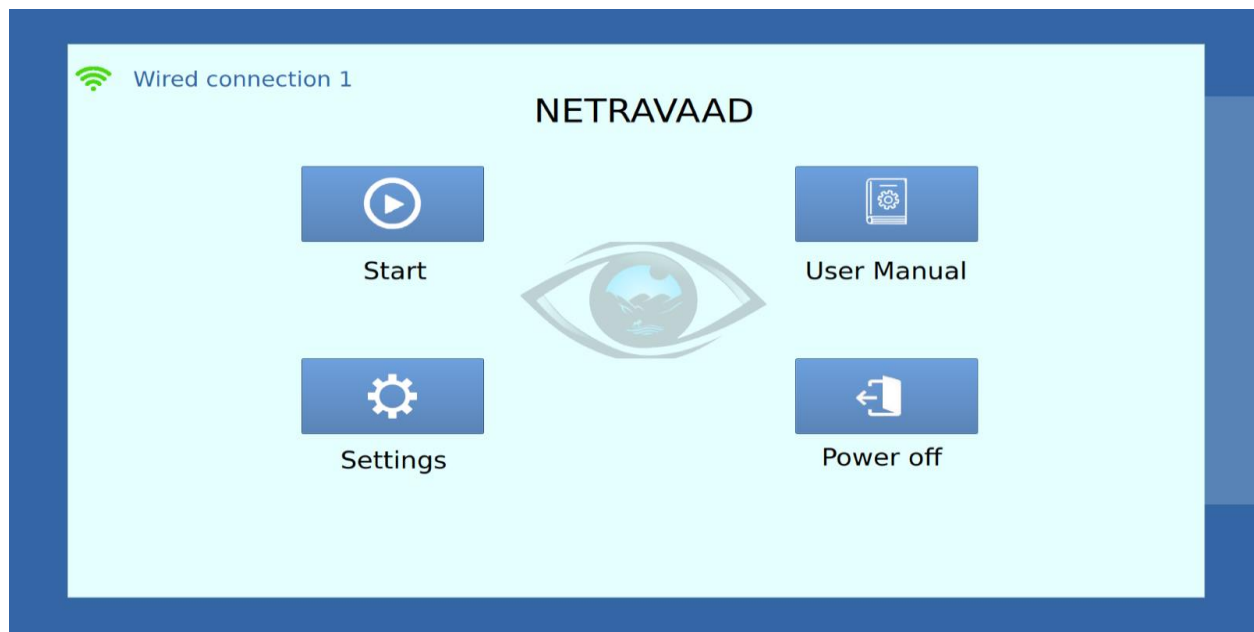 Wired connection 1
NETRAVAAD
Start
User Manual
Settings
Power off